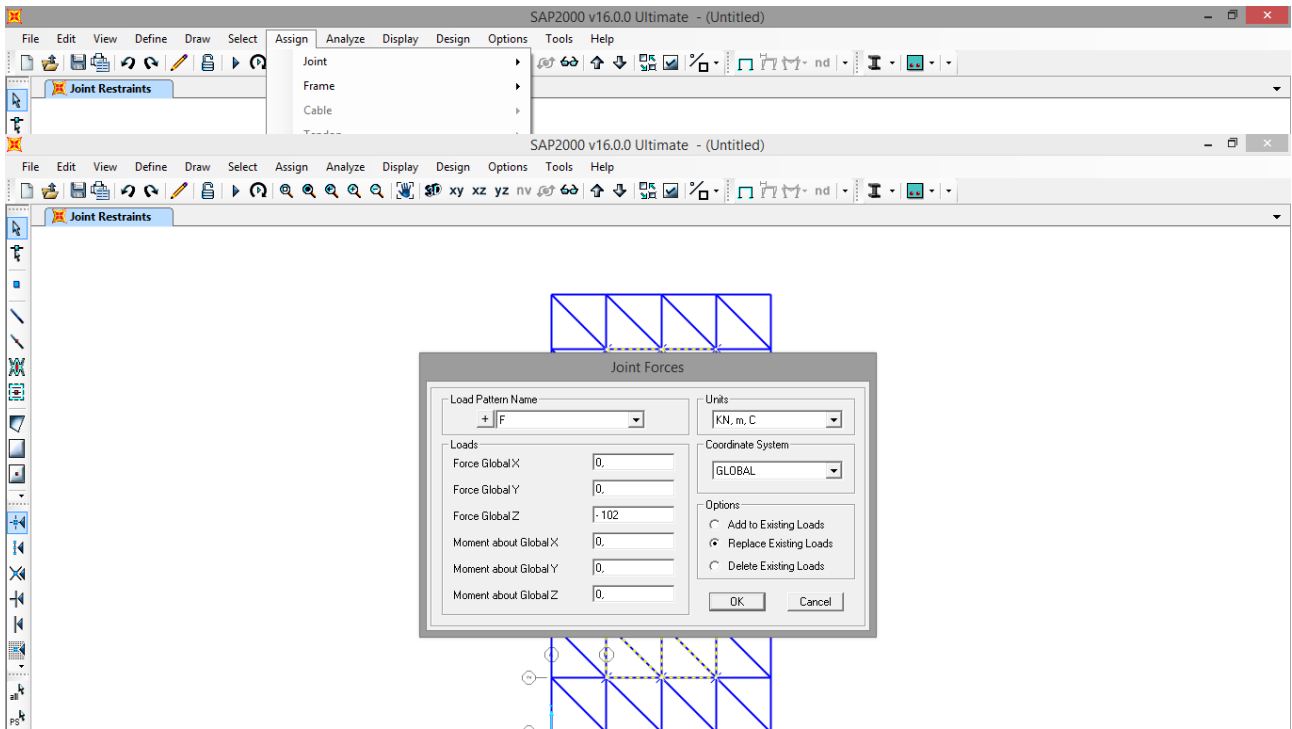 SAP2000 v16.0.0 Ultimate - (Untitled)
File Edit View Define Draw Select Assign Analyze Display Design Options Tools Help
Joint
nd
Joint Restraints
Frame
Cable
SAP2000 v16.0.0 Ultimate - (Untitled)
File Edit View Define Draw Select Assign Analyze Display Design Options Tools Help
xy xz yz nv nd
Joint Restraints
Joint Forces
Load Pattern Name
+ F
Units
KN, m, C
Loads
Force Global X 0,
Force Global Y 0,
Force Global Z -102
Moment about Global X 0,
Moment about Global Y 0,
Moment about Global Z 0,
Coordinate System
GLOBAL
Options
Add to Existing Loads
Replace Existing Loads
Delete Existing Loads
OK Cancel
all
PS